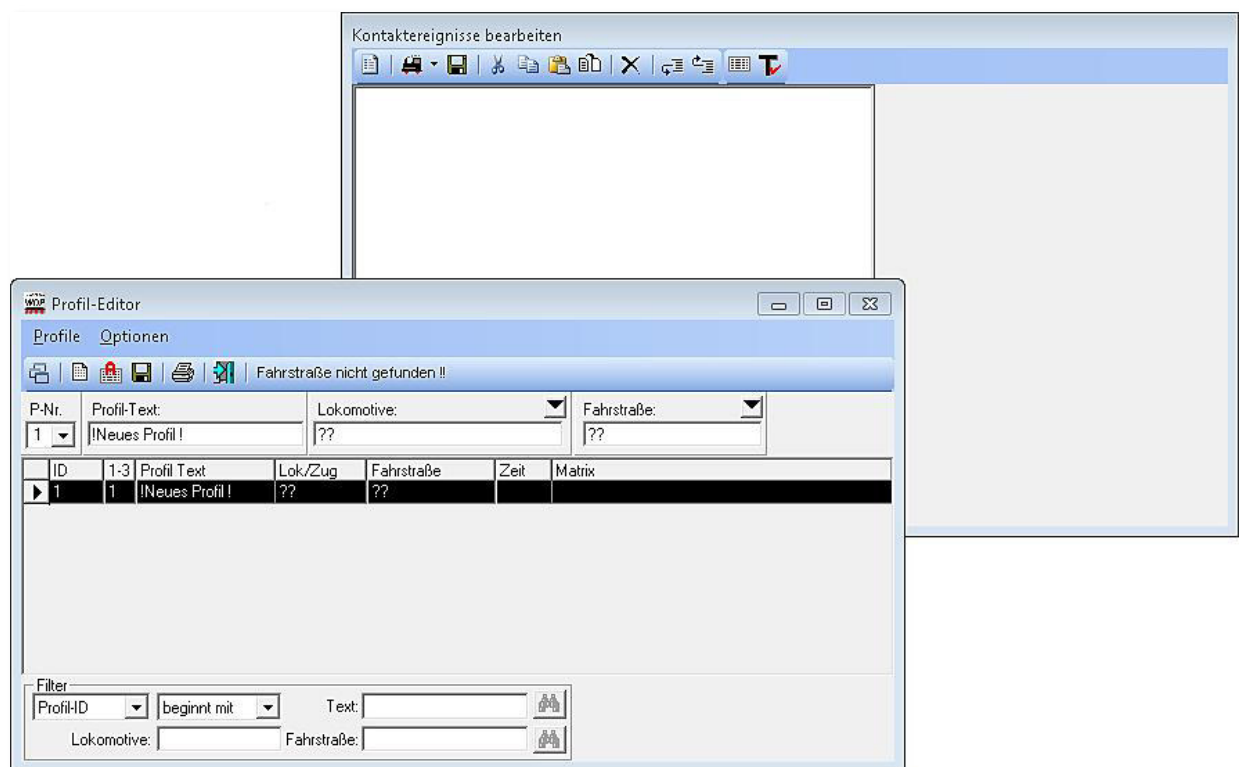 Kontaktereignisse bearbeiten
WDP Profil-Editor
Profile Optionen
Fahrstraße nicht gefunden !!
P-Nr. Profil-Text: Lokomotive: Fahrstraße:
1 !Neues Profil ! ?? ??
ID 1-3 Profil Text Lok/Zug Fahrstraße Zeit Matrix
1 1 !Neues Profil ! ?? ??
Filter
Profil-ID beginnt mit Text:
Lokomotive: Fahrstraße: